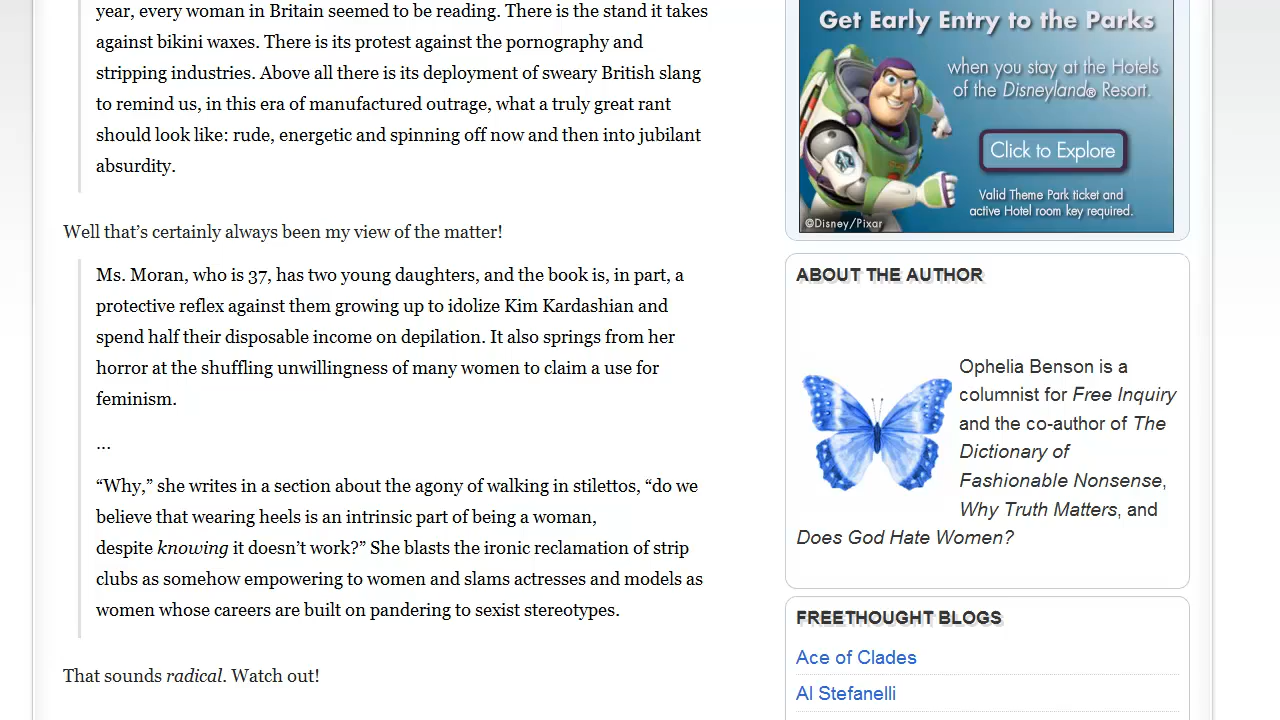 year, every woman in Britain seemed to be reading. There is the stand it takes
against bikini waxes. There is its protest against the pornography and
stripping industries. Above all there is its deployment of sweary British slang
to remind us, in this era of manufactured outrage, what a truly great rant
should look like: rude, energetic and spinning off now and then into jubilant
absurdity.
Well that’s certainly always been my view of the matter!
Ms. Moran, who is 37, has two young daughters, and the book is, in part, a
protective reflex against them growing up to idolize Kim Kardashian and
spend half their disposable income on depilation. It also springs from her
horror at the shuffling unwillingness of many women to claim a use for
feminism.
...
“Why,” she writes in a section about the agony of walking in stilettos, “do we
believe that wearing heels is an intrinsic part of being a woman,
despite knowing it doesn’t work?” She blasts the ironic reclamation of strip
clubs as somehow empowering to women and slams actresses and models as
women whose careers are built on pandering to sexist stereotypes.
That sounds radical. Watch out!
Get Early Entry to the Parks
when you stay at the Hotels
of the Disneyland® Resort.
Click to Explore
Valid Theme Park ticket and
active Hotel room key required.
©Disney/Pixar
ABOUT THE AUTHOR
Ophelia Benson is a
columnist for Free Inquiry
and the co-author of The
Dictionary of
Fashionable Nonsense,
Why Truth Matters, and
Does God Hate Women?
FREETHOUGHT BLOGS
Ace of Clades
Al Stefanelli